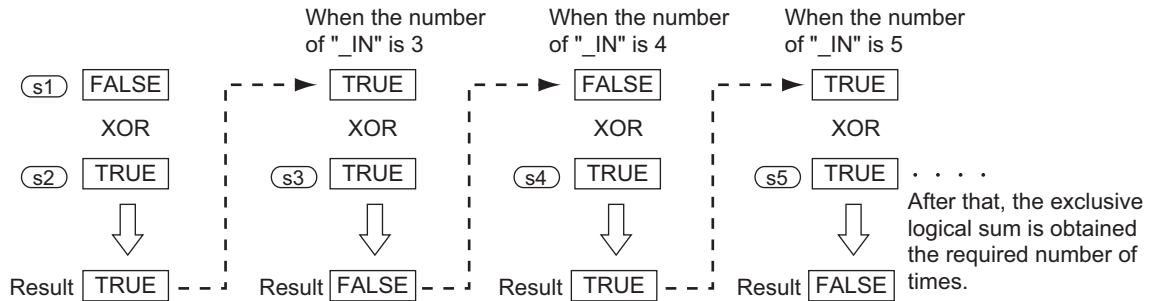 When the number
of "_IN" is 3
When the number
of "_IN" is 4
When the number
of "_IN" is 5
s1 FALSE TRUE FALSE TRUE
XOR XOR XOR XOR
s2 TRUE s3 TRUE s4 TRUE s5 TRUE . . . .
After that, the exclusive
logical sum is obtained
the required number of
times.
Result TRUE Result FALSE Result TRUE Result FALSE